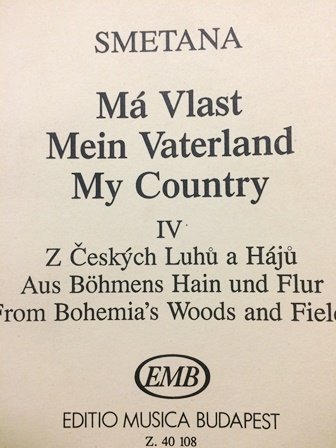 SMETANA
Má Vlast
Mein Vaterland
My Country
IV
Z Českých Luhů a Hájů
Aus Böhmens Hain und Flur
From Bohemia's Woods and Field
EMB
EDITIO MUSICA BUDAPEST
Z. 40 108